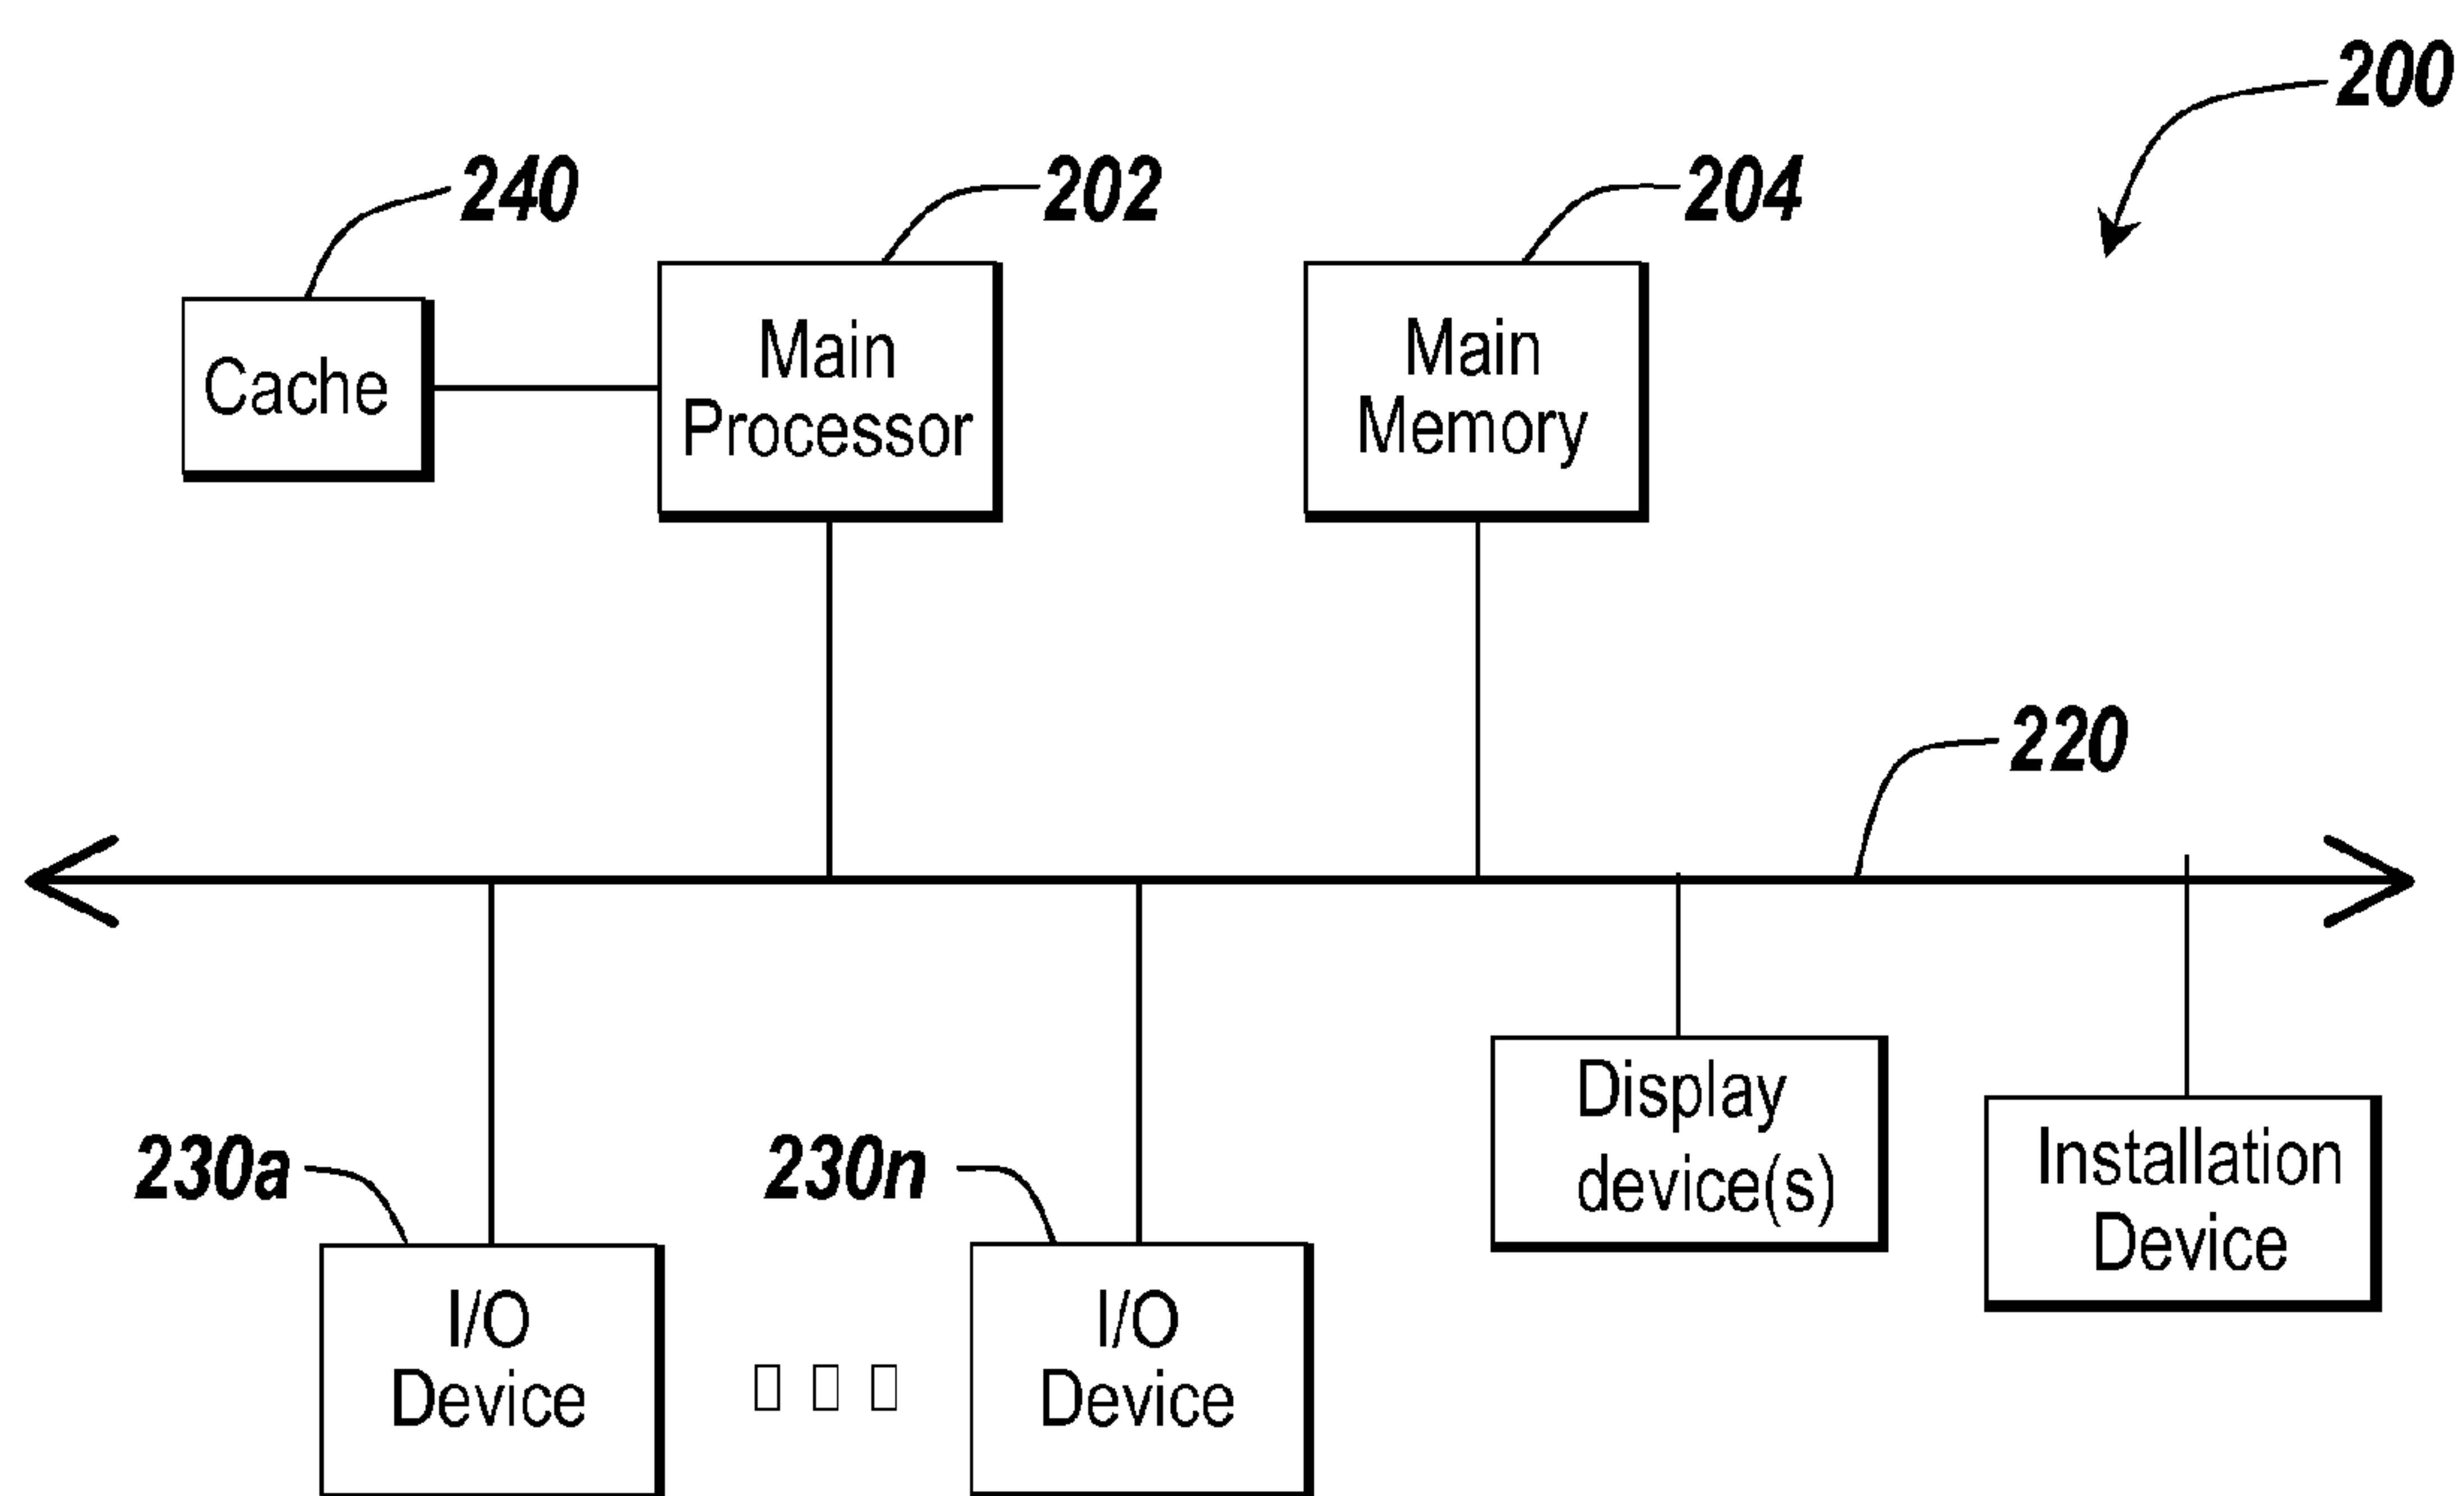 200
240
202
204
Cache
Main
Processor
Main
Memory
220
230a
230n
Display
device(s)
Installation
Device
I/O
Device
I/O
Device